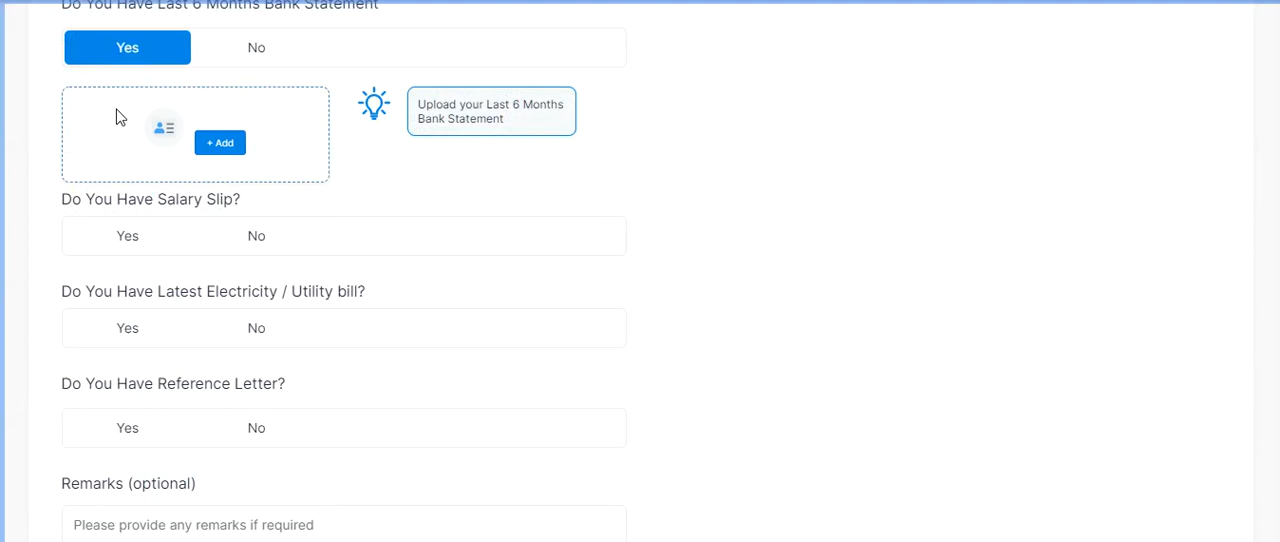 Do You Have Last 6 Months Bank Statement
Yes No
+ Add
Upload your Last 6 Months
Bank Statement
Do You Have Salary Slip?
Yes No
Do You Have Latest Electricity / Utility bill?
Yes No
Do You Have Reference Letter?
Yes No
Remarks (optional)
Please provide any remarks if required